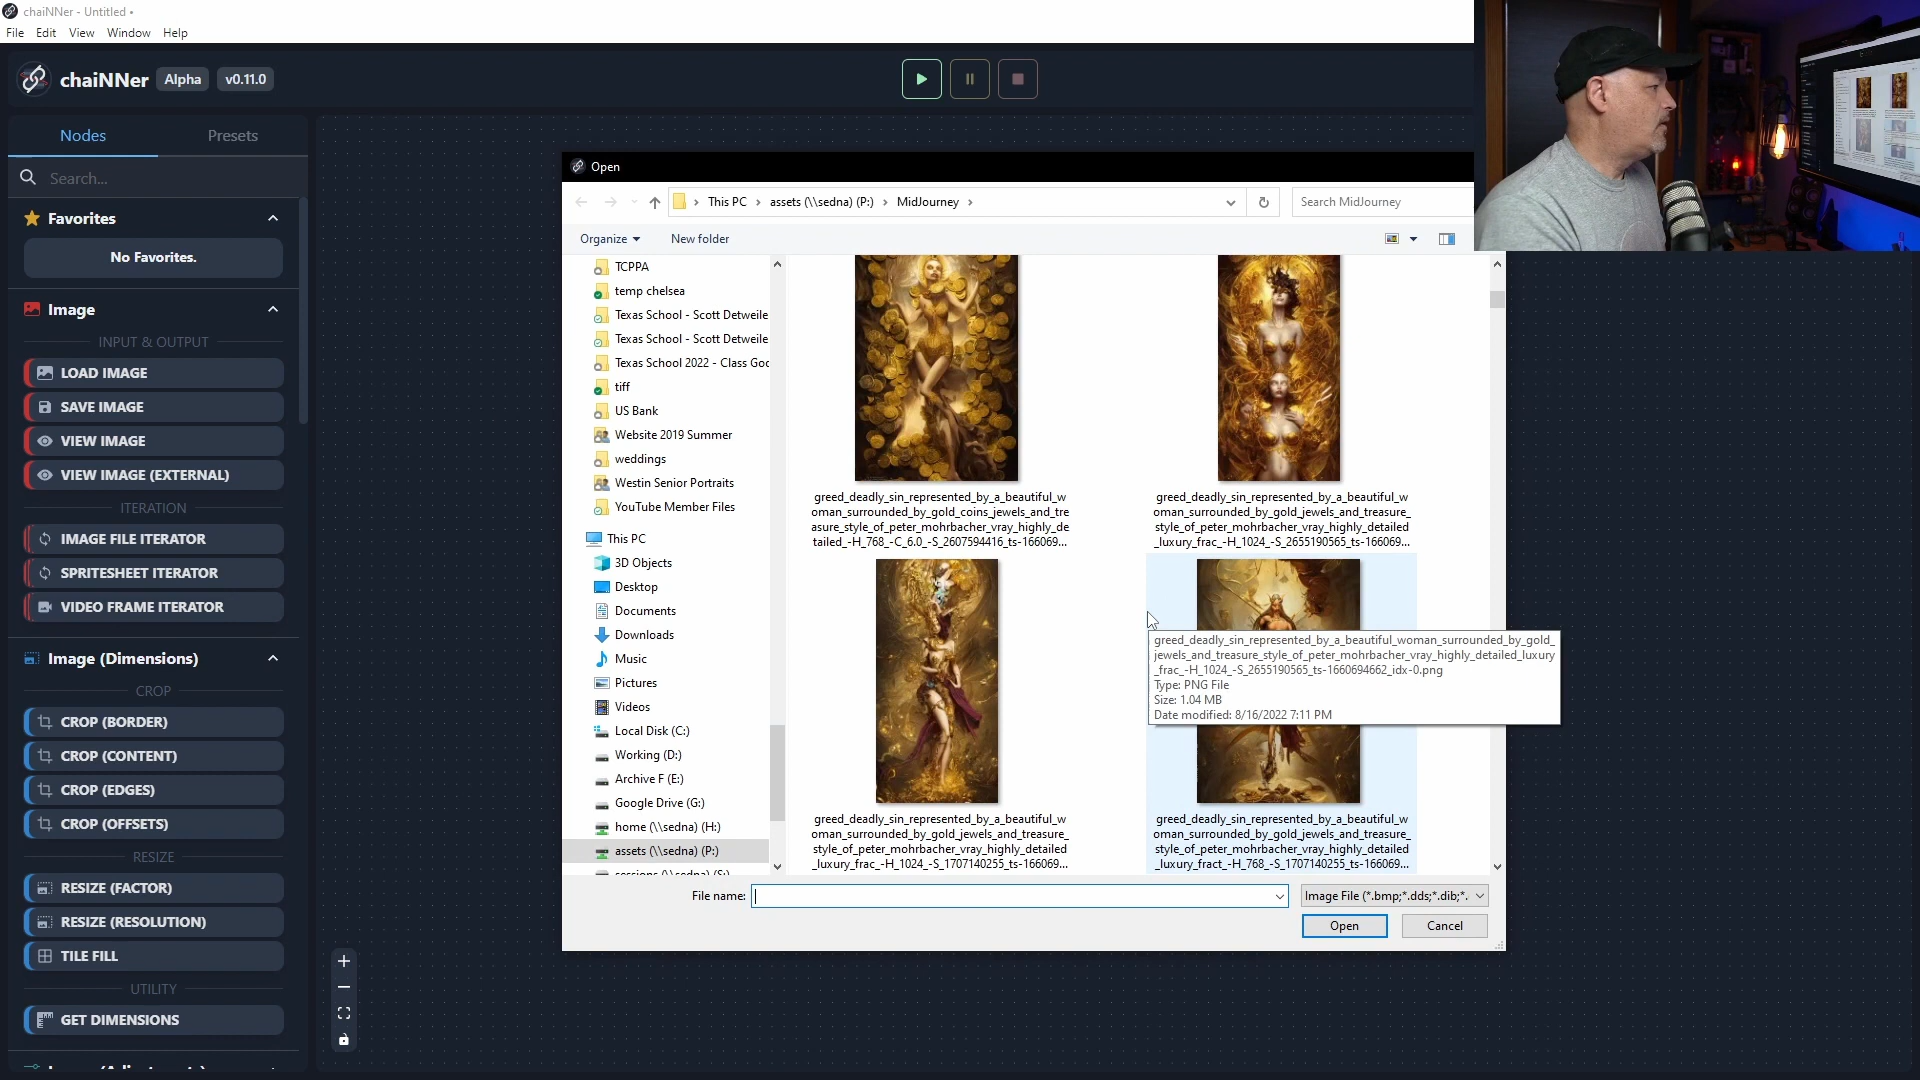 chaiNNer - Untitled •
File Edit View Window Help
chaiNNer Alpha v0.11.0
Nodes Presets
Search...
Favorites
No Favorites.
Image
INPUT & OUTPUT
LOAD IMAGE
SAVE IMAGE
VIEW IMAGE
VIEW IMAGE (EXTERNAL)
ITERATION
IMAGE FILE ITERATOR
SPRITESHEET ITERATOR
VIDEO FRAME ITERATOR
Image (Dimensions)
CROP
CROP (BORDER)
CROP (CONTENT)
CROP (EDGES)
CROP (OFFSETS)
RESIZE
RESIZE (FACTOR)
RESIZE (RESOLUTION)
TILE FILL
UTILITY
GET DIMENSIONS
Open
This PC › assets (\\sedna) (P:) › MidJourney ›
Search MidJourney
Organize New folder
TCPPA
temp chelsea
Texas School - Scott Detweile
Texas School - Scott Detweile
Texas School 2022 - Class Goo
tiff
US Bank
Website 2019 Summer
weddings
Westin Senior Portraits
YouTube Member Files
This PC
3D Objects
Desktop
Documents
Downloads
Music
Pictures
Videos
Local Disk (C:)
Working (D:)
Archive F (E:)
Google Drive (G:)
home (\\sedna) (H:)
assets (\\sedna) (P:)
greed_deadly_sin_represented_by_a_beautiful_w
oman_surrounded_by_gold_coins_jewels_and_tre
asure_style_of_peter_mohrbacher_vray_highly_de
tailed_-H_768_-C_6.0_-S_2607594416_ts-166069...
greed_deadly_sin_represented_by_a_beautiful_w
oman_surrounded_by_gold_jewels_and_treasure_
style_of_peter_mohrbacher_vray_highly_detailed
_luxury_frac_-H_1024_-S_2655190565_ts-166069...
greed_deadly_sin_represented_by_a_beautiful_woman_surrounded_by_gold_
jewels_and_treasure_style_of_peter_mohrbacher_vray_highly_detailed_luxury
_frac_-H_1024_-S_2655190565_ts-1660694662_idx-0.png
Type: PNG File
Size: 1.04 MB
Date modified: 8/16/2022 7:11 PM
greed_deadly_sin_represented_by_a_beautiful_w
oman_surrounded_by_gold_jewels_and_treasure_
style_of_peter_mohrbacher_vray_highly_detailed
_luxury_frac_-H_1024_-S_1707140255_ts-166069...
greed_deadly_sin_represented_by_a_beautiful_w
oman_surrounded_by_gold_jewels_and_treasure_
style_of_peter_mohrbacher_vray_highly_detailed
_luxury_fract_-H_768_-S_1707140255_ts-166069...
File name: Image File (*.bmp;*.dds;*.dib;*.
Open Cancel